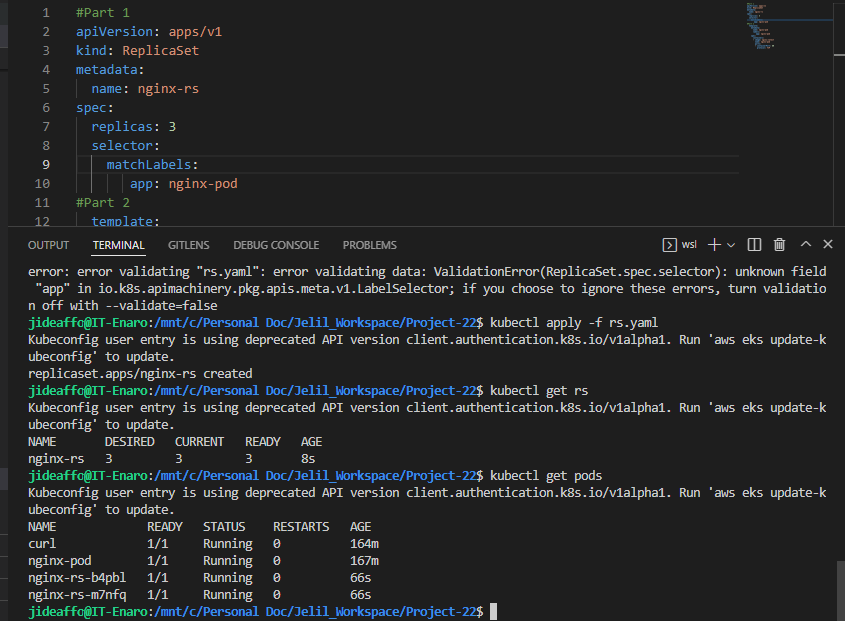 1 #Part 1
2 apiVersion: apps/v1
3 kind: ReplicaSet
4 metadata:
5 name: nginx-rs
6 spec:
7 replicas: 3
8 selector:
9 matchLabels:
10 app: nginx-pod
11 #Part 2
12 template:
OUTPUT TERMINAL GITLENS DEBUG CONSOLE PROBLEMS wsl
error: error validating "rs.yaml": error validating data: ValidationError(ReplicaSet.spec.selector): unknown field
"app" in io.k8s.apimachinery.pkg.apis.meta.v1.LabelSelector; if you choose to ignore these errors, turn validatio
n off with --validate=false
jideaffo@IT-Enaro:/mnt/c/Personal Doc/Jelil_Workspace/Project-22$ kubectl apply -f rs.yaml
Kubeconfig user entry is using deprecated API version client.authentication.k8s.io/v1alpha1. Run 'aws eks update-k
ubeconfig' to update.
replicaset.apps/nginx-rs created
jideaffo@IT-Enaro:/mnt/c/Personal Doc/Jelil_Workspace/Project-22$ kubectl get rs
Kubeconfig user entry is using deprecated API version client.authentication.k8s.io/v1alpha1. Run 'aws eks update-k
ubeconfig' to update.
NAME DESIRED CURRENT READY AGE
nginx-rs 3 3 3 8s
jideaffo@IT-Enaro:/mnt/c/Personal Doc/Jelil_Workspace/Project-22$ kubectl get pods
Kubeconfig user entry is using deprecated API version client.authentication.k8s.io/v1alpha1. Run 'aws eks update-k
ubeconfig' to update.
NAME READY STATUS RESTARTS AGE
curl 1/1 Running 0 164m
nginx-pod 1/1 Running 0 167m
nginx-rs-b4pbl 1/1 Running 0 66s
nginx-rs-m7nfq 1/1 Running 0 66s
jideaffo@IT-Enaro:/mnt/c/Personal Doc/Jelil_Workspace/Project-22$